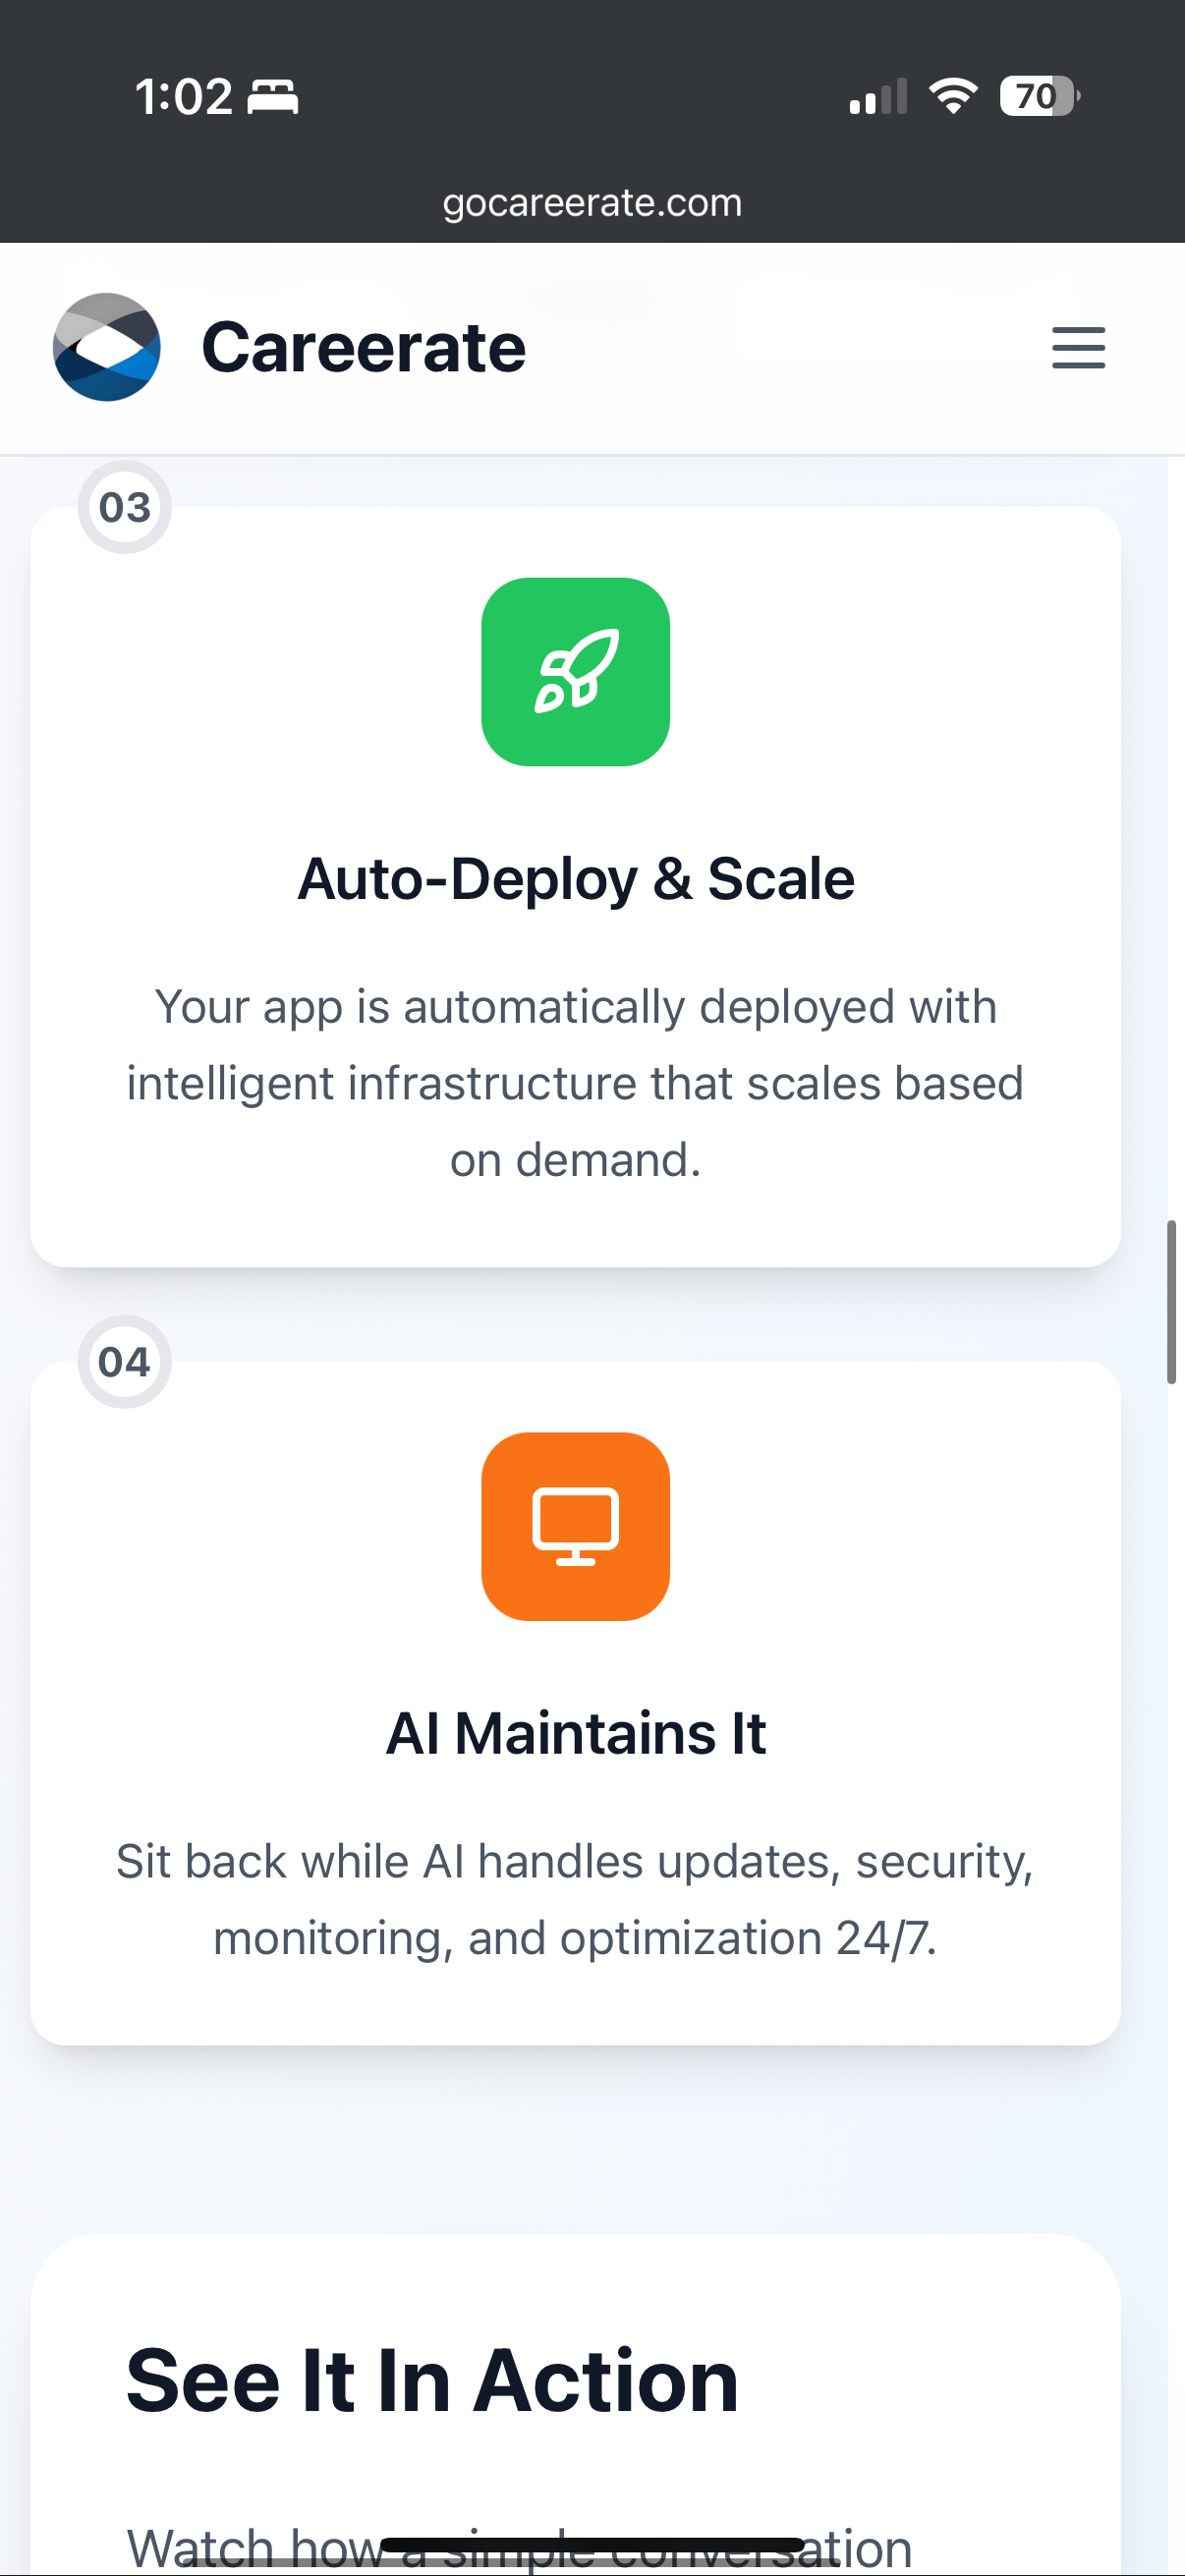 1:02
70
gocareerate.com
Careerate
03
Auto-Deploy & Scale
Your app is automatically deployed with
intelligent infrastructure that scales based
on demand.
04
AI Maintains It
Sit back while AI handles updates, security,
monitoring, and optimization 24/7.
See It In Action
Watch how a simple conversation